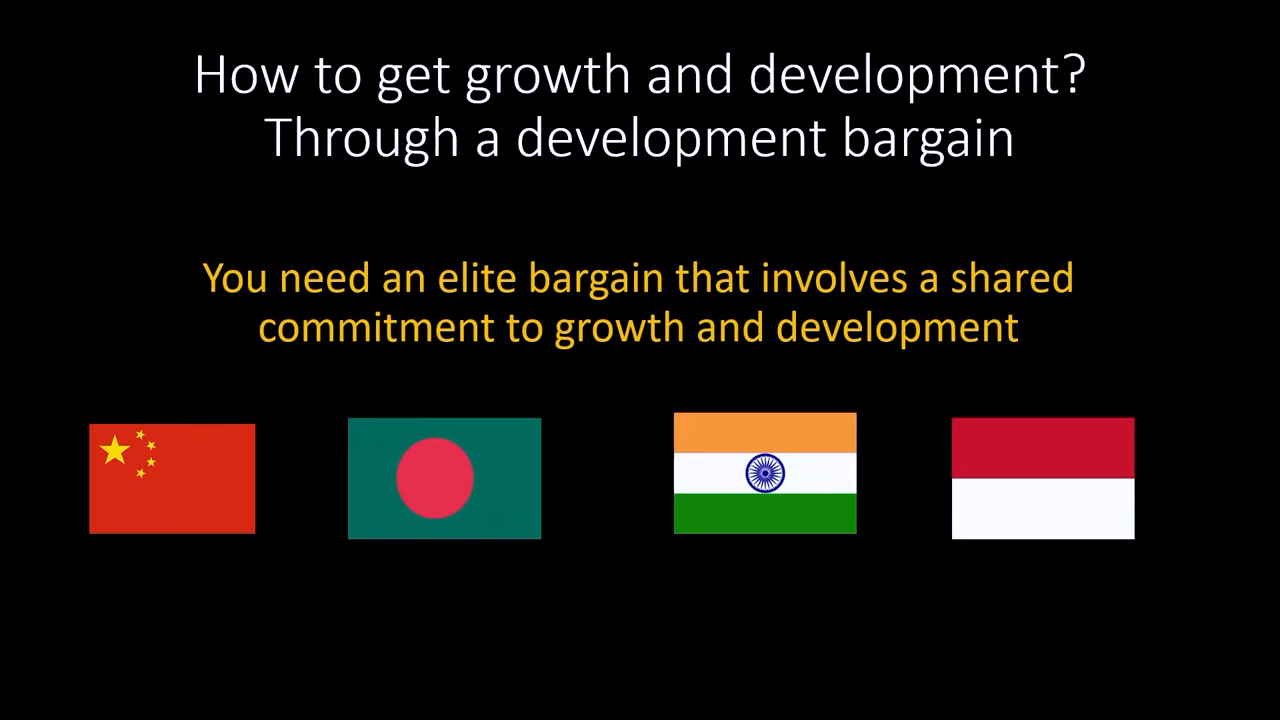 How to get growth and development?
Through a development bargain
You need an elite bargain that involves a shared
commitment to growth and development